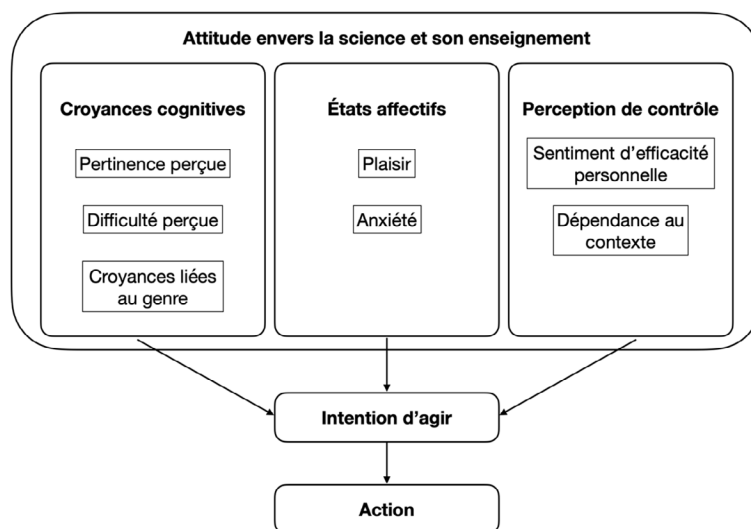 Attitude envers la science et son enseignement
Croyances cognitives
Pertinence perçue
Difficulté perçue
Croyances liées
au genre
États affectifs
Plaisir
Anxiété
Perception de contrôle
Sentiment d’efficacité
personnelle
Dépendance au
contexte
Intention d’agir
Action